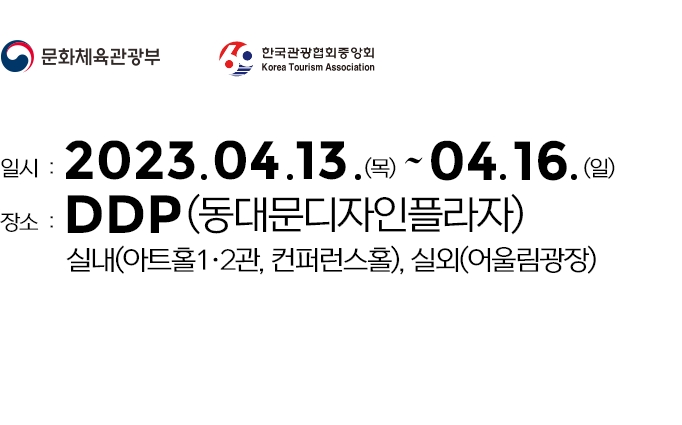 문화체육관광부
한국관광협회중앙회
Korea Tourism Association
일시 : 2023.04.13.(목) ~ 04.16.(일)
장소 : DDP(동대문디자인플라자)
실내(아트홀1·2관, 컨퍼런스홀), 실외(어울림광장)